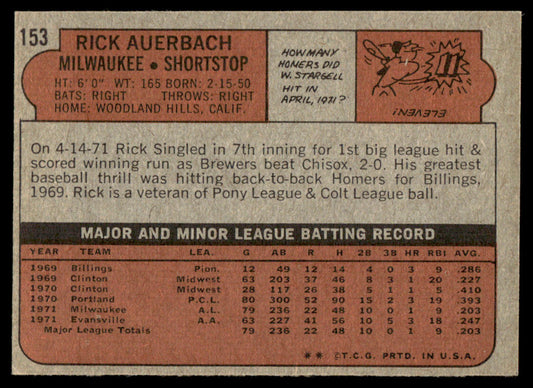 153
RICK AUERBACH
MILWAUKEE • SHORTSTOP
HT: 6'0" WT: 165 BORN: 2-15-50
BATS: RIGHT THROWS: RIGHT
HOME: WOODLAND HILLS, CALIF.
HOW MANY
HOMERS DID
W. STARGELL
HIT IN
APRIL, 1971?
11
ELEVEN!
On 4-14-71 Rick Singled in 7th inning for 1st big league hit &
scored winning run as Brewers beat Chisox, 2-0. His greatest
baseball thrill was hitting back-to-back Homers for Billings,
1969. Rick is a veteran of Pony League & Colt League ball.
MAJOR AND MINOR LEAGUE BATTING RECORD
YEAR TEAM LEA. G AB R H 2B 3B HR RBI AVG.
1969 Billings Pion. 12 49 12 14 4 0 3 9 .286
1969 Clinton Midwest 63 203 37 46 8 3 1 20 .227
1970 Clinton Midwest 28 117 26 38 5 1 0 5 .410
1970 Portland P.C.L. 80 300 52 90 15 2 3 19 .393
1971 Milwaukee A.L. 79 236 22 48 10 0 1 9 .203
1971 Evansville A.A. 63 227 41 56 10 5 3 18 .247
Major League Totals 79 236 22 48 10 0 1 9 .203
** ©T.C.G. PRTD. IN U.S.A.